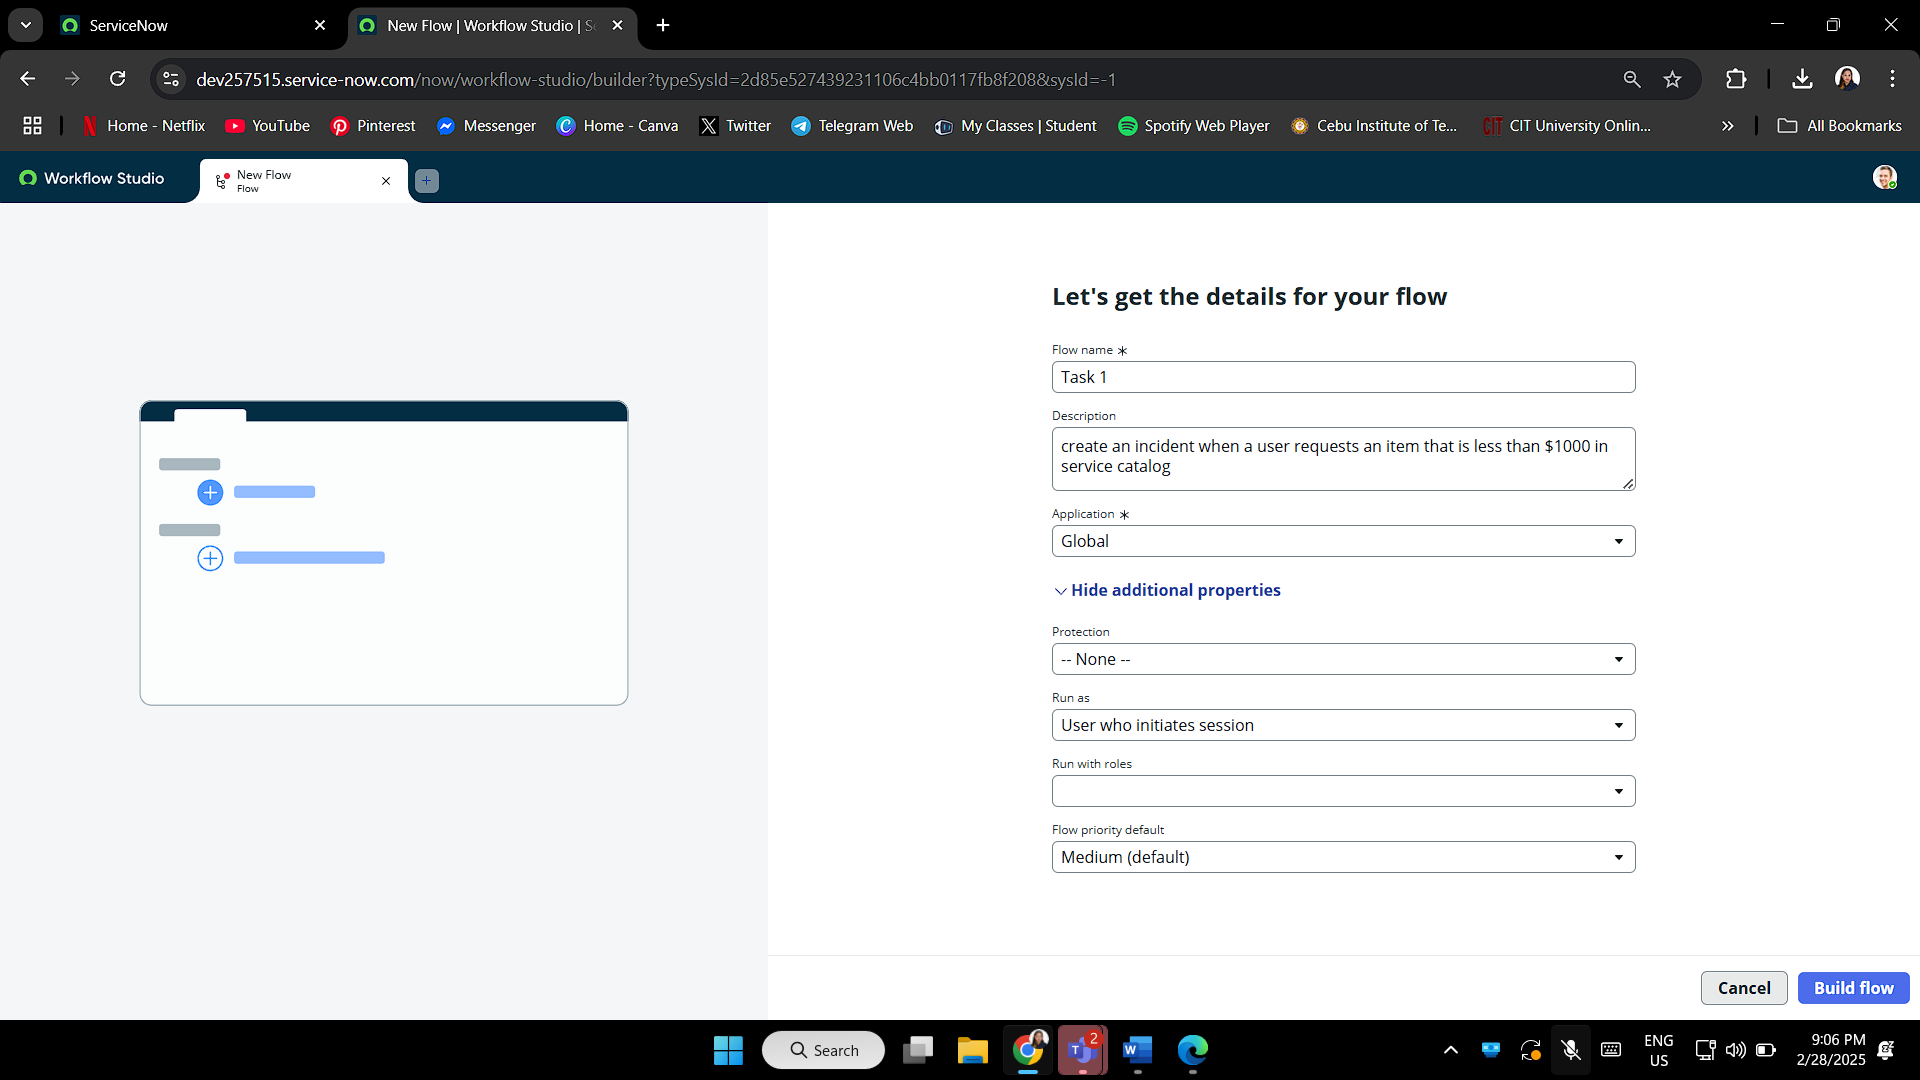 ServiceNow
New Flow | Workflow Studio | S
dev257515.service-now.com/now/workflow-studio/builder?typeSysId=2d85e527439231106c4bb0117fb8f208&sysId=-1
Home - Netflix
YouTube
Pinterest
Messenger
Home - Canva
Twitter
Telegram Web
My Classes | Student
Spotify Web Player
Cebu Institute of Te...
CIT University Onlin...
All Bookmarks
Workflow Studio
New Flow
Flow
Let's get the details for your flow
Flow name *
Task 1
Description
create an incident when a user requests an item that is less than $1000 in
service catalog
Application *
Global
Hide additional properties
Protection
-- None --
Run as
User who initiates session
Run with roles
Flow priority default
Medium (default)
Cancel
Build flow
Search
2
ENG
US
9:06 PM
2/28/2025